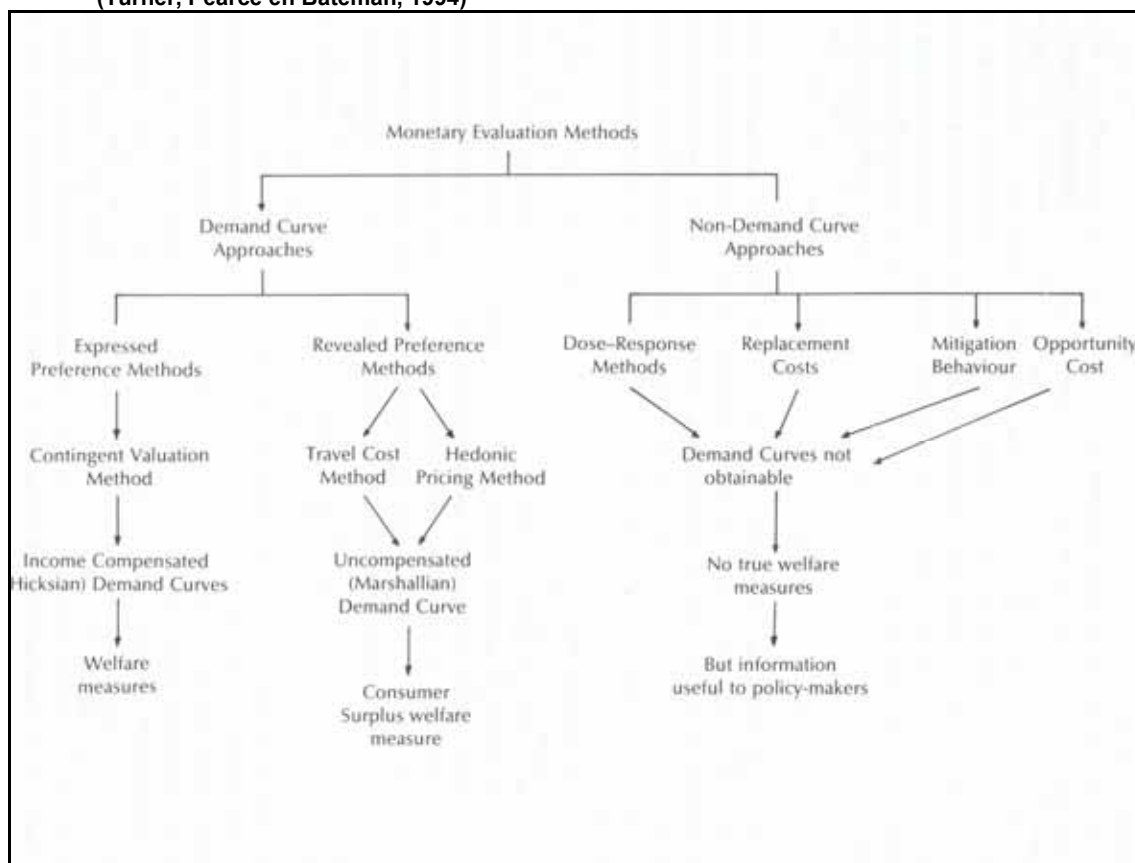 (Turner, Pearce en Bateman, 1994)
Monetary Evaluation Methods
Demand Curve
Approaches
Non-Demand Curve
Approaches
Expressed
Preference Methods
Revealed Preference
Methods
Dose–Response
Methods
Replacement
Costs
Mitigation
Behaviour
Opportunity
Cost
Contingent Valuation
Method
Travel Cost
Method
Hedonic
Pricing Method
Demand Curves not
obtainable
Income Compensated
Hicksian) Demand Curves
Uncompensated
(Marshallian)
Demand Curve
No true welfare
measures
Welfare
measures
Consumer
Surplus welfare
measure
But information
useful to policy-makers